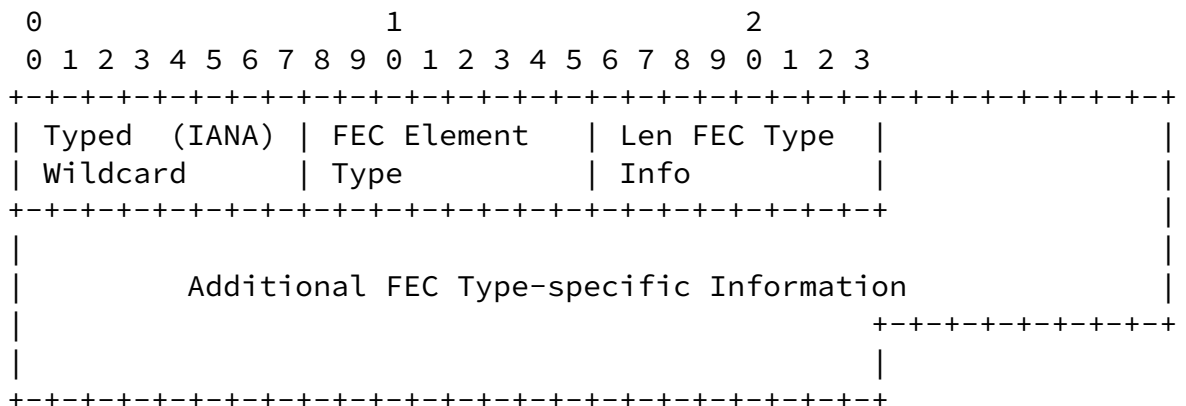 0                   1                   2
 0 1 2 3 4 5 6 7 8 9 0 1 2 3 4 5 6 7 8 9 0 1 2 3
+-+-+-+-+-+-+-+-+-+-+-+-+-+-+-+-+-+-+-+-+-+-+-+-+-+-+-+-+-+-+-+-+
| Typed  (IANA) | FEC Element   | Len FEC Type  |               |
| Wildcard      | Type          | Info          |               |
+-+-+-+-+-+-+-+-+-+-+-+-+-+-+-+-+-+-+-+-+-+-+-+-+               |
|                                                               |
|         Additional FEC Type-specific Information              |
|                                               +-+-+-+-+-+-+-+-+
|                                               |
+-+-+-+-+-+-+-+-+-+-+-+-+-+-+-+-+-+-+-+-+-+-+-+-+